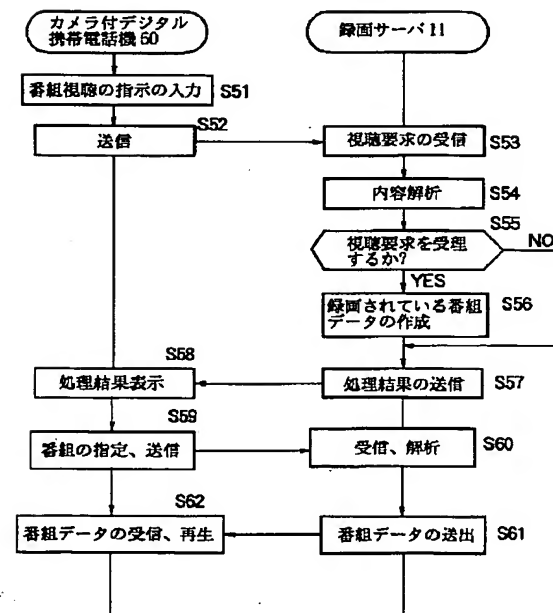 カメラ付デジタル
携帯電話機60
録画サーバ11
番組視聴の指示の入力
S51
送信
S52
視聴要求の受信
S53
内容解析
S54
視聴要求を受理
するか?
S55
NO
YES
録画されている番組
データの作成
S56
処理結果表示
S58
処理結果の送信
S57
番組の指定、送信
S59
受信、解析
S60
番組データの受信、再生
S62
番組データの送出
S61